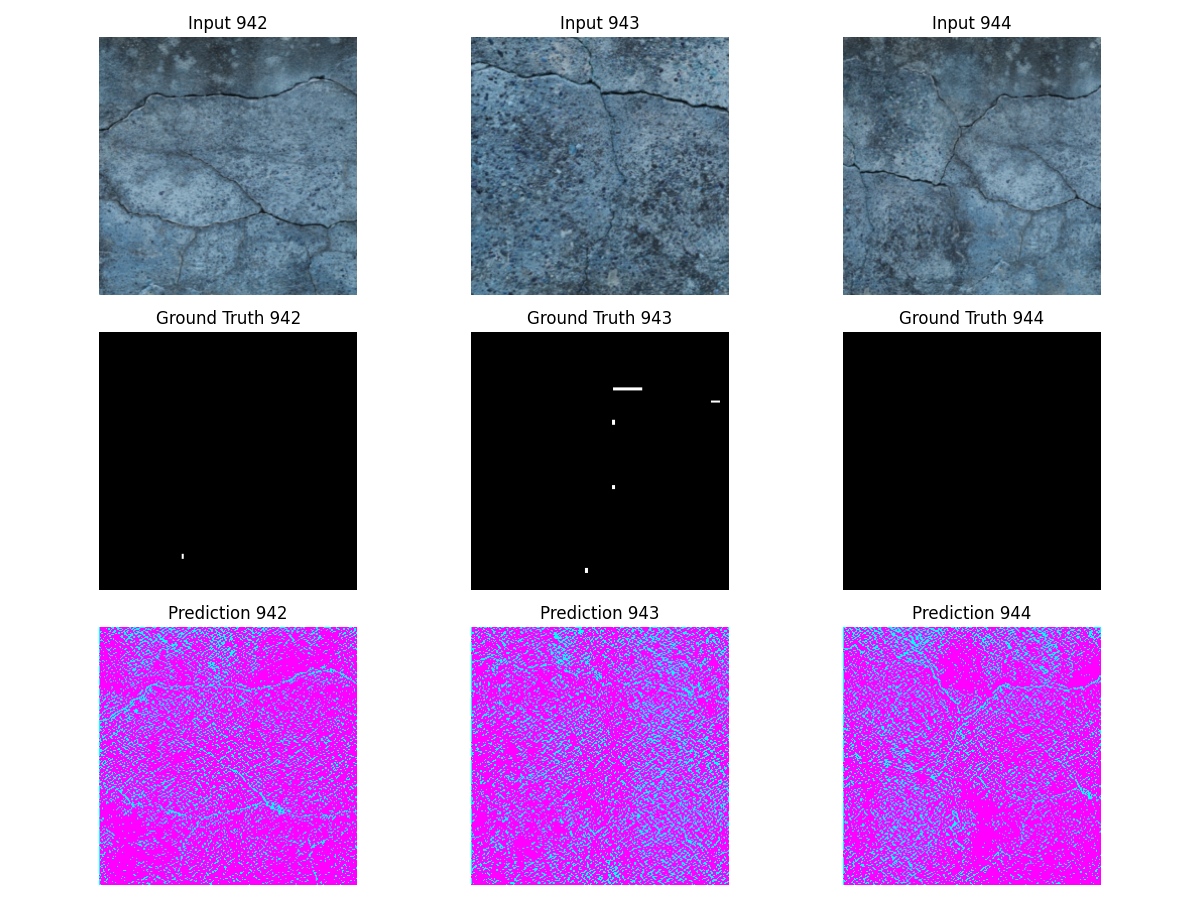 Input 942
Input 943
Input 944
Ground Truth 942
Ground Truth 943
Ground Truth 944
Prediction 942
Prediction 943
Prediction 944